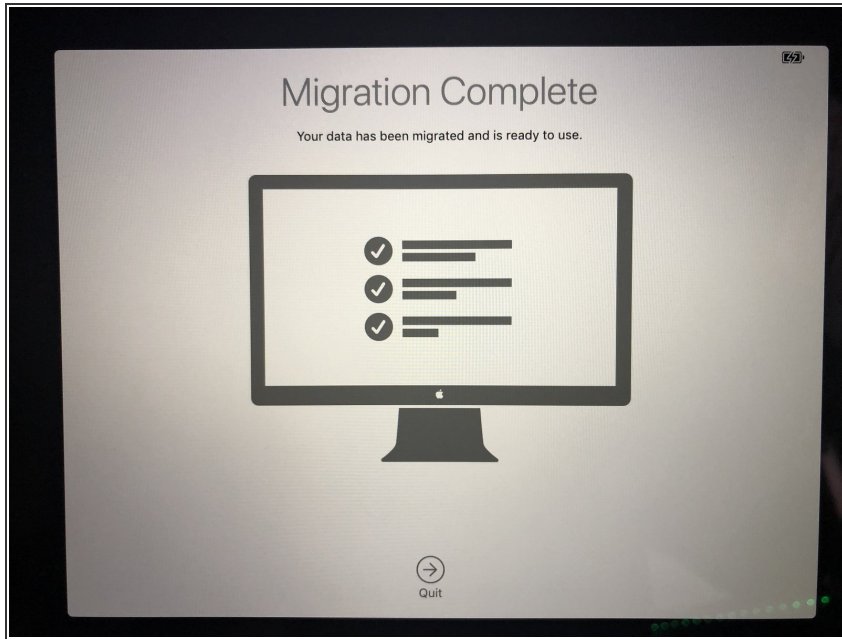 Migration Complete
Your data has been migrated and is ready to use.
Quit